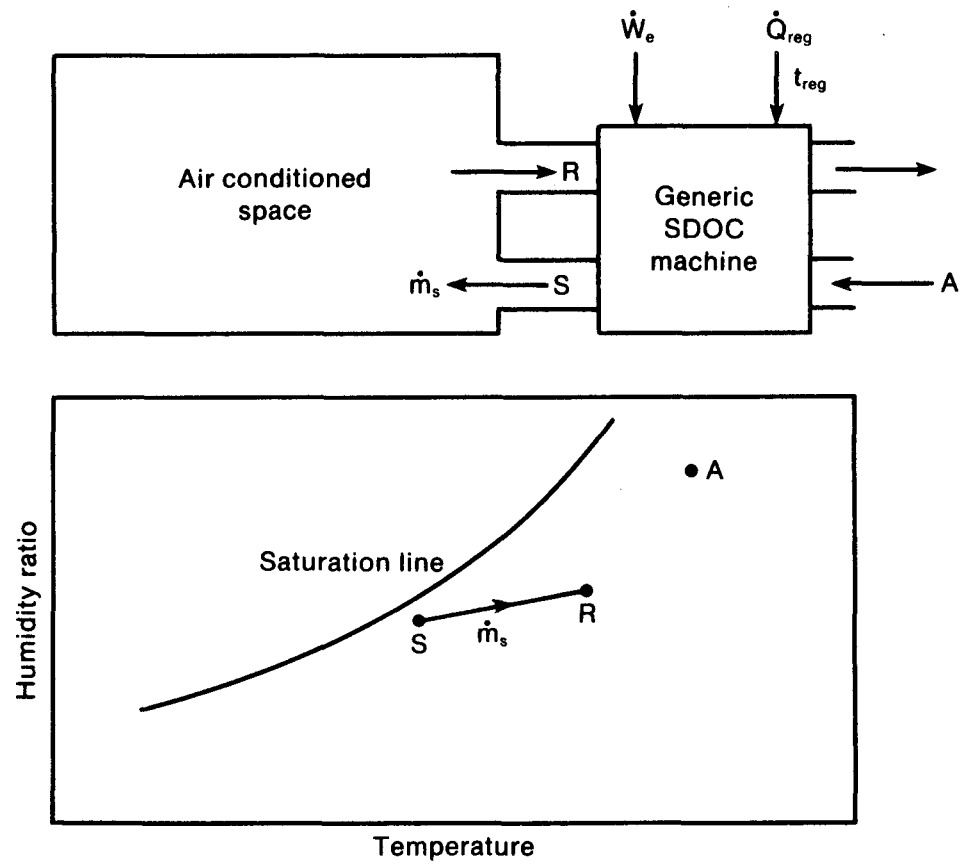 Ẇe
Q̇reg
treg
Air conditioned
space
R
Generic
SDOC
machine
ṁs
S
A
A
Saturation line
R
S
ṁs
Humidity ratio
Temperature